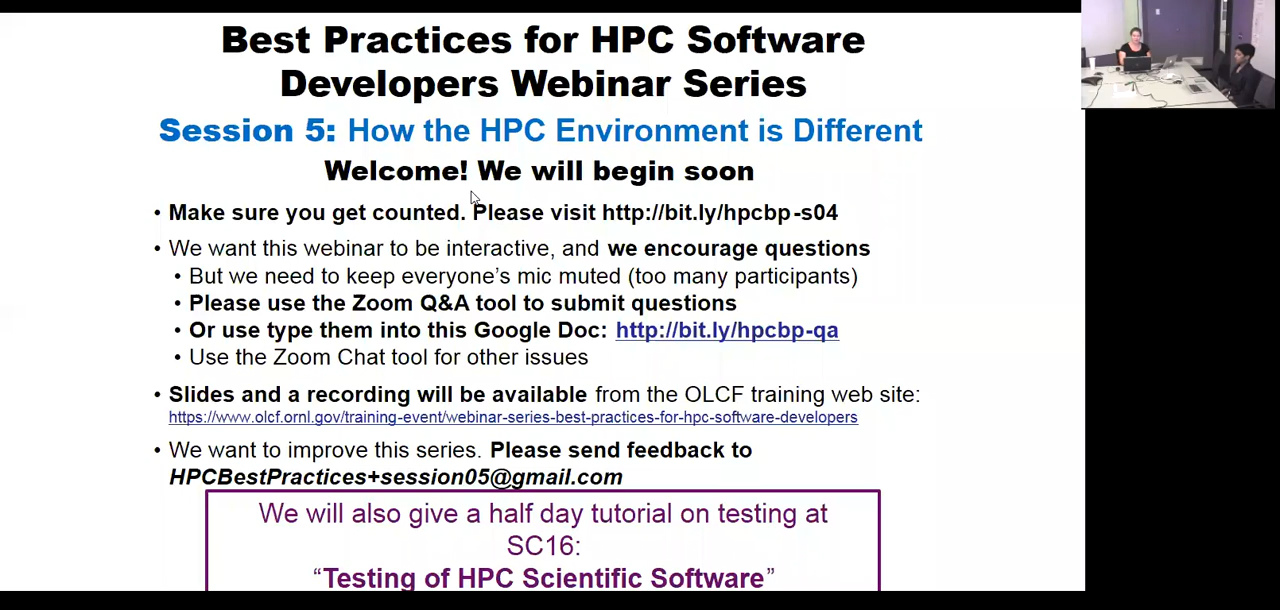 Best Practices for HPC Software
Developers Webinar Series
Session 5: How the HPC Environment is Different
Welcome! We will begin soon
• Make sure you get counted. Please visit http://bit.ly/hpcbp-s04
• We want this webinar to be interactive, and we encourage questions
• But we need to keep everyone's mic muted (too many participants)
• Please use the Zoom Q&A tool to submit questions
• Or use type them into this Google Doc: http://bit.ly/hpcbp-qa
• Use the Zoom Chat tool for other issues
• Slides and a recording will be available from the OLCF training web site:
https://www.olcf.ornl.gov/training-event/webinar-series-best-practices-for-hpc-software-developers
• We want to improve this series. Please send feedback to
HPCBestPractices+session05@gmail.com
We will also give a half day tutorial on testing at
SC16:
“Testing of HPC Scientific Software”